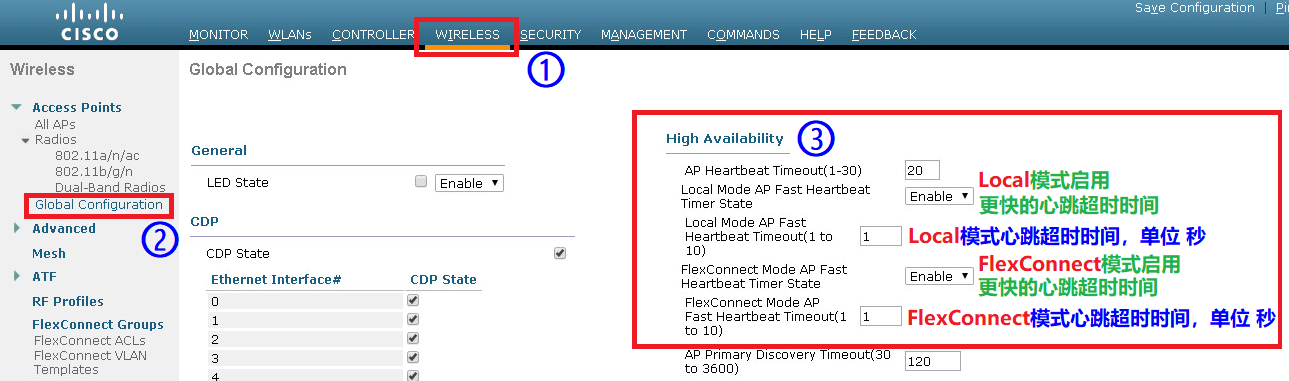 Save Configuration | Pi
CISCO
MONITOR WLANs CONTROLLER WIRELESS SECURITY MANAGEMENT COMMANDS HELP FEEDBACK
①
Wireless
Access Points
All APs
Radios
802.11a/n/ac
802.11b/g/n
Dual-Band Radios
Global Configuration
②
Advanced
Mesh
ATF
RF Profiles
FlexConnect Groups
FlexConnect ACLs
FlexConnect VLAN
Templates
Global Configuration
General
LED State Enable
CDP
CDP State
Ethernet Interface# CDP State
0
1
2
3
4
High Availability ③
AP Heartbeat Timeout(1-30) 20
Local Mode AP Fast Heartbeat
Timer State Enable
Local模式启用
更快的心跳超时时间
Local Mode AP Fast
Heartbeat Timeout(1 to
10) 1
Local模式心跳超时时间，单位 秒
FlexConnect Mode AP Fast
Heartbeat Timer State Enable
FlexConnect模式启用
更快的心跳超时时间
FlexConnect Mode AP
Fast Heartbeat Timeout(1
to 10) 1
FlexConnect模式心跳超时时间，单位 秒
AP Primary Discovery Timeout(30
to 3600) 120